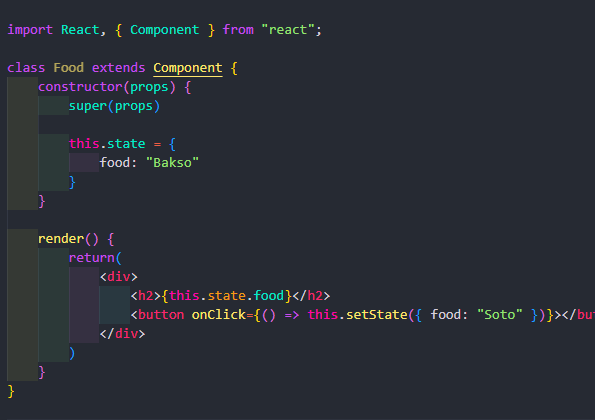 import React, { Component } from "react";
class Food extends Component {
constructor(props) {
super(props)
this.state = {
food: "Bakso"
}
}
render() {
return(
<div>
<h2>{this.state.food}</h2>
<button onClick={() => this.setState({ food: "Soto" })}></bu
</div>
)
}
}